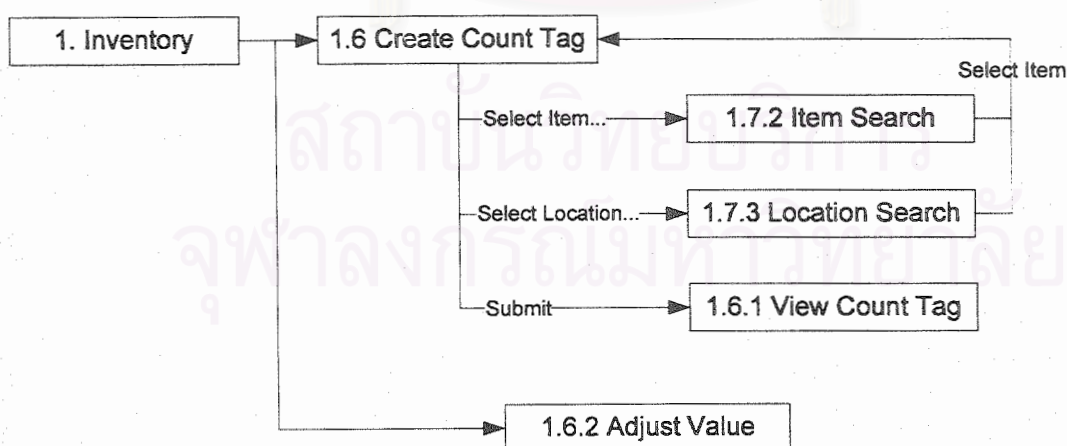 1. Inventory
1.6 Create Count Tag
Select Item
Select Item...
1.7.2 Item Search
Select Location...
1.7.3 Location Search
Submit
1.6.1 View Count Tag
1.6.2 Adjust Value
สถาบันวิทยบริการ
จุฬาลงกรณ์มหาวิทยาลัย